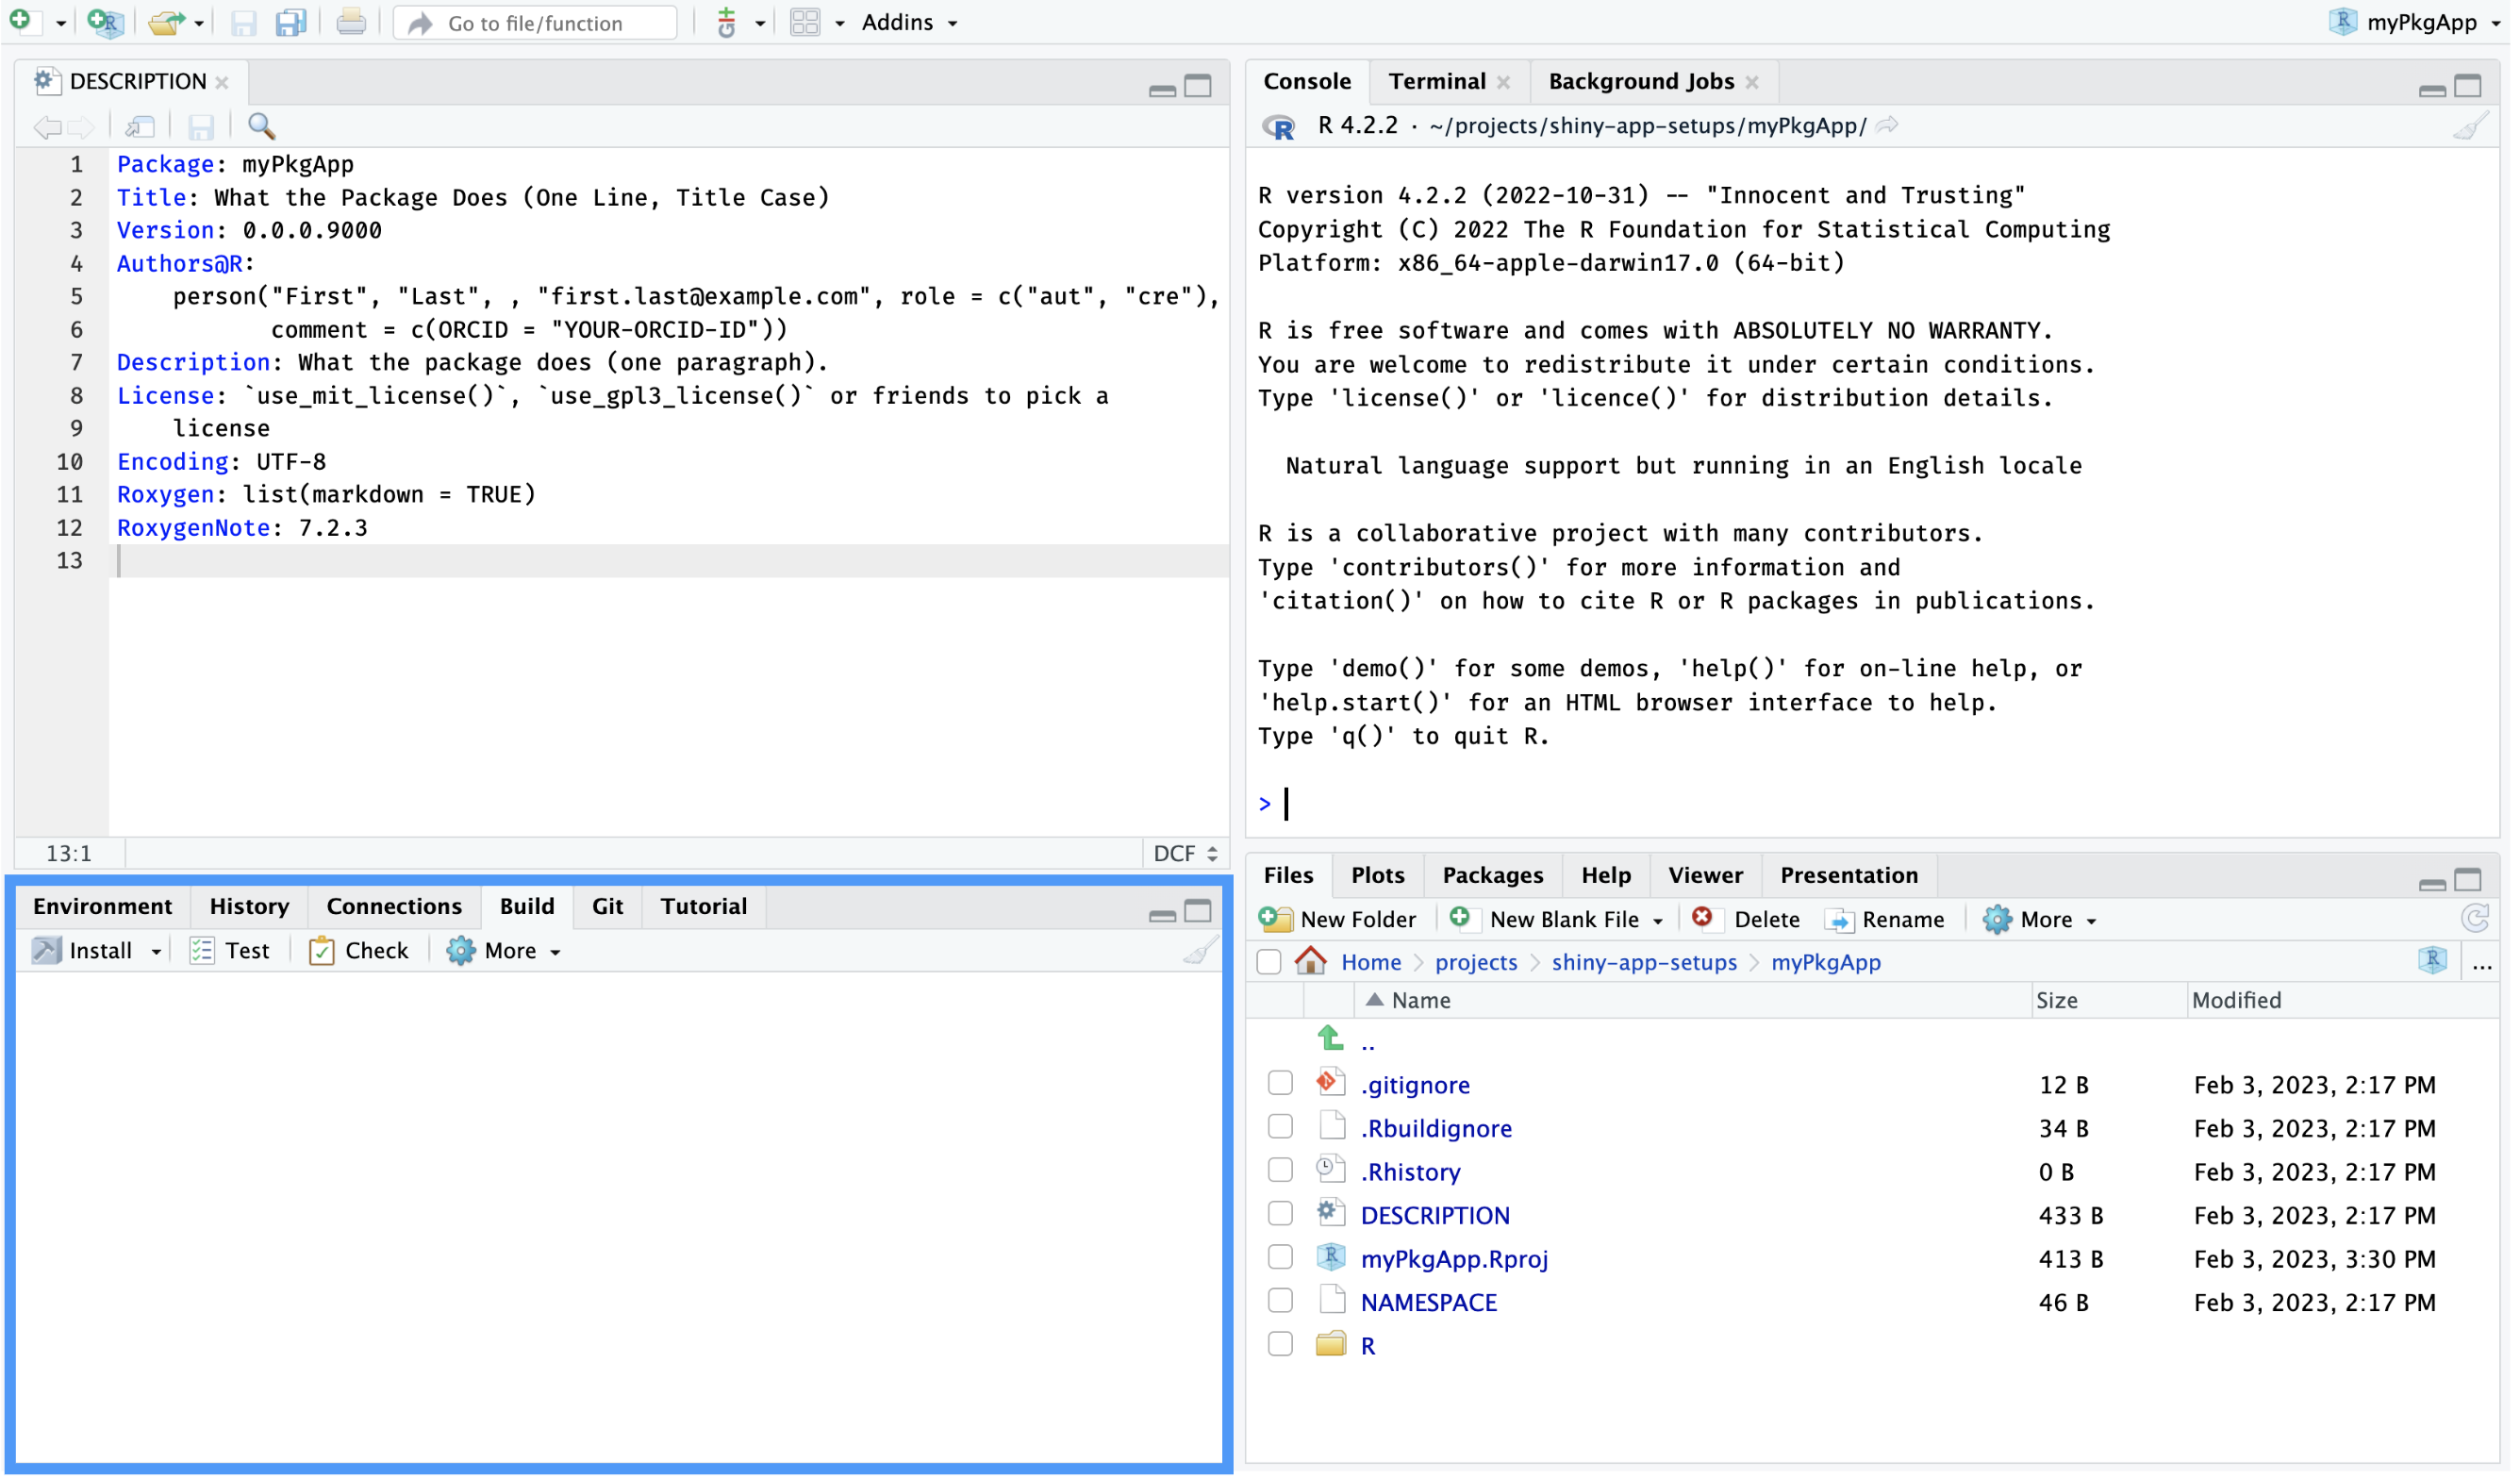 Go to file/function
Addins
myPkgApp
DESCRIPTION
1 Package: myPkgApp
2 Title: What the Package Does (One Line, Title Case)
3 Version: 0.0.0.9000
4 Authors@R:
5 person("First", "Last", , "first.last@example.com", role = c("aut", "cre"),
6 comment = c(ORCID = "YOUR-ORCID-ID"))
7 Description: What the package does (one paragraph).
8 License: `use_mit_license()`, `use_gpl3_license()` or friends to pick a
9 license
10 Encoding: UTF-8
11 Roxygen: list(markdown = TRUE)
12 RoxygenNote: 7.2.3
13
13:1 DCF
Console Terminal Background Jobs
R 4.2.2 · ~/projects/shiny-app-setups/myPkgApp/
R version 4.2.2 (2022-10-31) -- "Innocent and Trusting"
Copyright (C) 2022 The R Foundation for Statistical Computing
Platform: x86_64-apple-darwin17.0 (64-bit)
R is free software and comes with ABSOLUTELY NO WARRANTY.
You are welcome to redistribute it under certain conditions.
Type 'license()' or 'licence()' for distribution details.
Natural language support but running in an English locale
R is a collaborative project with many contributors.
Type 'contributors()' for more information and
'citation()' on how to cite R or R packages in publications.
Type 'demo()' for some demos, 'help()' for on-line help, or
'help.start()' for an HTML browser interface to help.
Type 'q()' to quit R.
>
Environment History Connections Build Git Tutorial
Install Test Check More
Files Plots Packages Help Viewer Presentation
New Folder New Blank File Delete Rename More
Home projects shiny-app-setups myPkgApp ...
Name Size Modified
..
.gitignore 12 B Feb 3, 2023, 2:17 PM
.Rbuildignore 34 B Feb 3, 2023, 2:17 PM
.Rhistory 0 B Feb 3, 2023, 2:17 PM
DESCRIPTION 433 B Feb 3, 2023, 2:17 PM
myPkgApp.Rproj 413 B Feb 3, 2023, 3:30 PM
NAMESPACE 46 B Feb 3, 2023, 2:17 PM
R